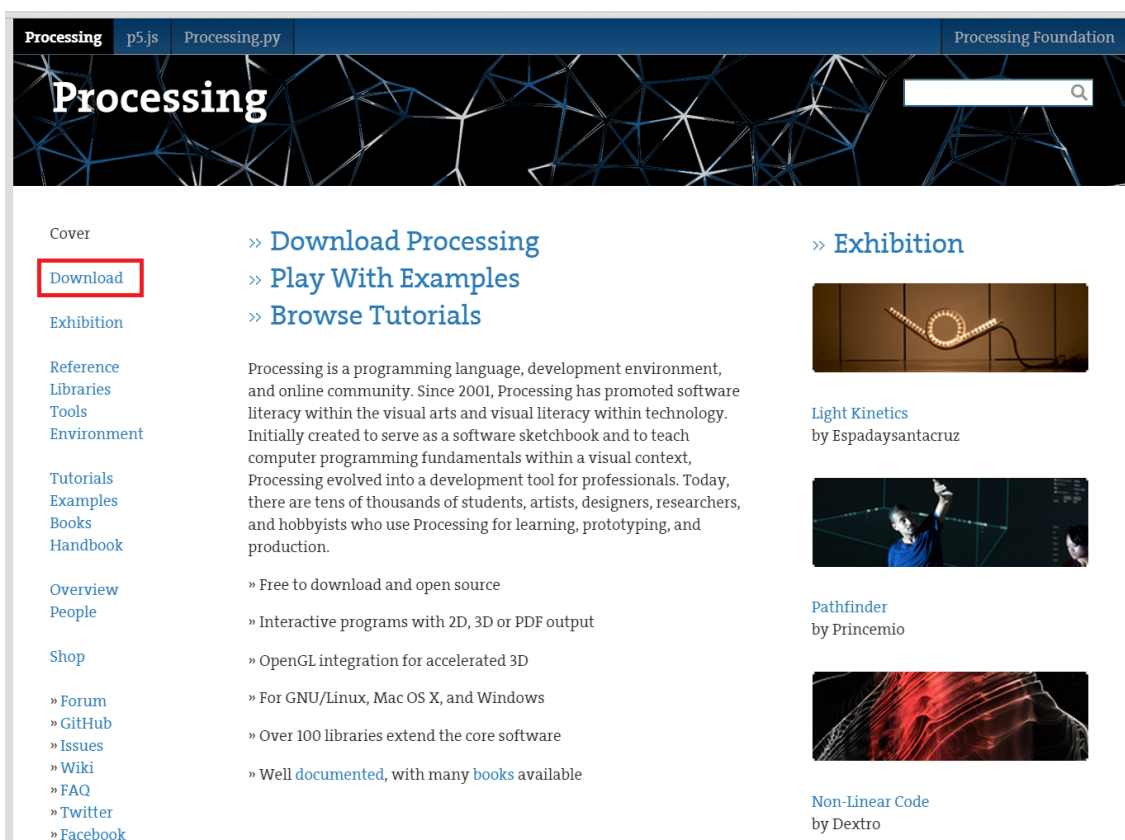 Processing p5.js Processing.py Processing Foundation
Processing
Cover
Download
Exhibition
Reference
Libraries
Tools
Environment
Tutorials
Examples
Books
Handbook
Overview
People
Shop
» Forum
» GitHub
» Issues
» Wiki
» FAQ
» Twitter
» Facebook
» Download Processing
» Play With Examples
» Browse Tutorials
Processing is a programming language, development environment,
and online community. Since 2001, Processing has promoted software
literacy within the visual arts and visual literacy within technology.
Initially created to serve as a software sketchbook and to teach
computer programming fundamentals within a visual context,
Processing evolved into a development tool for professionals. Today,
there are tens of thousands of students, artists, designers, researchers,
and hobbyists who use Processing for learning, prototyping, and
production.
» Free to download and open source
» Interactive programs with 2D, 3D or PDF output
» OpenGL integration for accelerated 3D
» For GNU/Linux, Mac OS X, and Windows
» Over 100 libraries extend the core software
» Well documented, with many books available
» Exhibition
Light Kinetics
by Espadaysantacruz
Pathfinder
by Princemio
Non-Linear Code
by Dextro